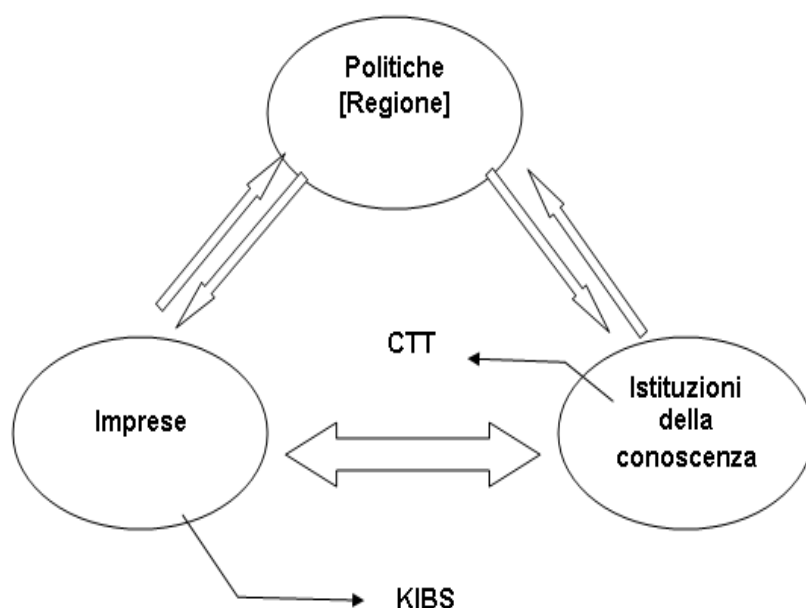 Politiche
[Regione]
CTT
Imprese
Istituzioni
della
conoscenza
KIBS